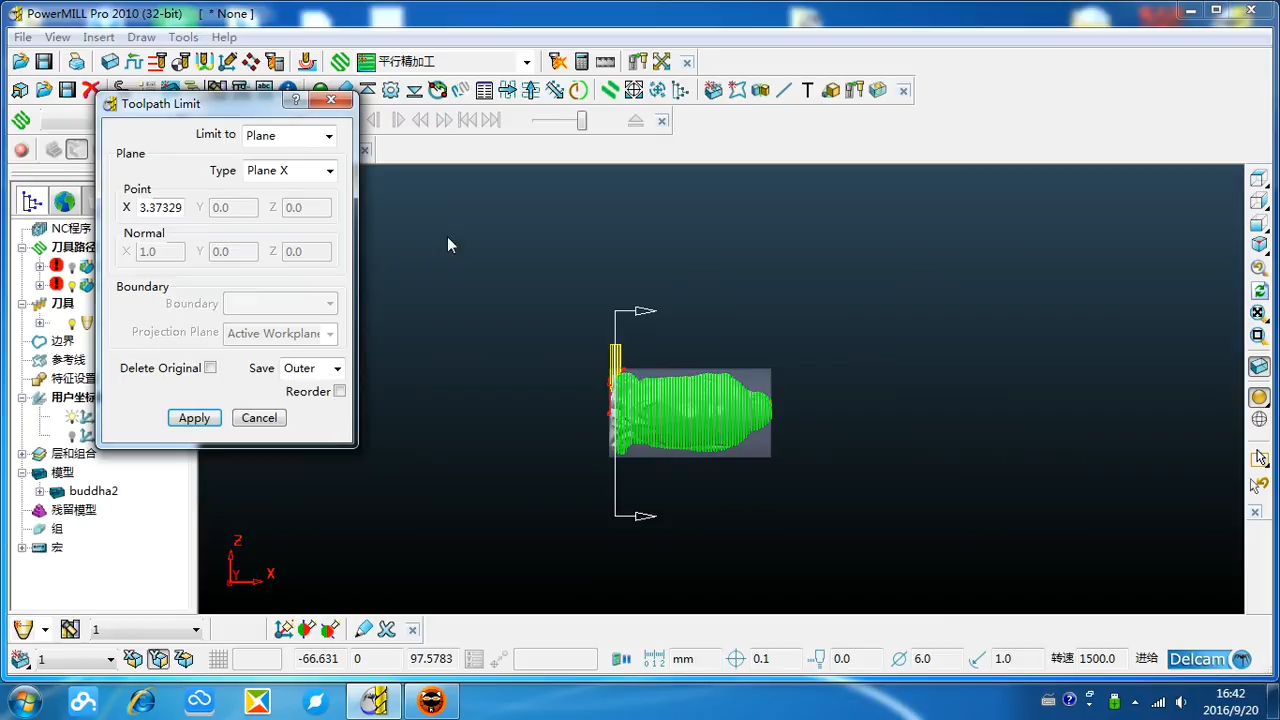 PowerMILL Pro 2010 (32-bit) [ * None ]
File View Insert Draw Tools Help
平行精加工
Toolpath Limit
Limit to Plane
Plane
Type Plane X
Point
X 3.37329 Y 0.0 Z 0.0
Normal
X 1.0 Y 0.0 Z 0.0
Boundary
Boundary
Projection Plane Active Workplane
Delete Original Save Outer
Reorder
Apply Cancel
NC程序
刀具路径
刀具
边界
参考线
特征设置
用户坐标
层和组合
模型
buddha2
残留模型
组
宏
Z
Y X
1
1 -66.631 0 97.5783 mm 0.1 0.0 6.0 1.0 转速 1500.0 进给 Delcam
16:42
2016/9/20